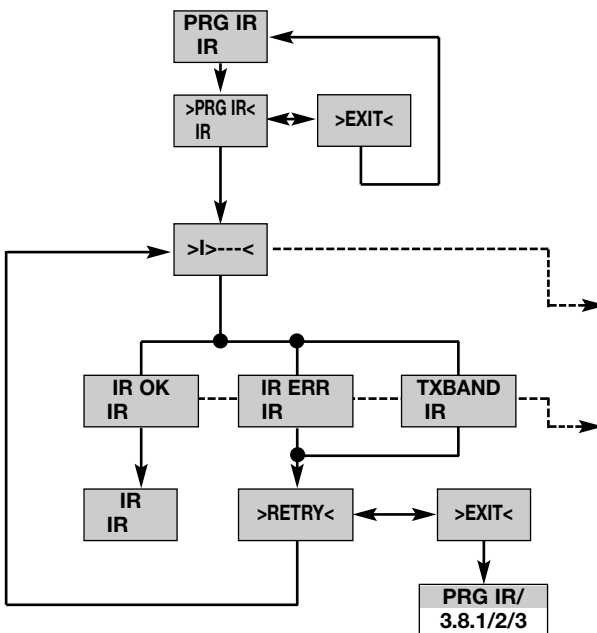 PRG IR
IR
>PRG IR<
IR
>EXIT<
>I>---<
IR OK
IR
IR ERR
IR
TXBAND
IR
IR
IR
>RETRY<
>EXIT<
PRG IR/
3.8.1/2/3